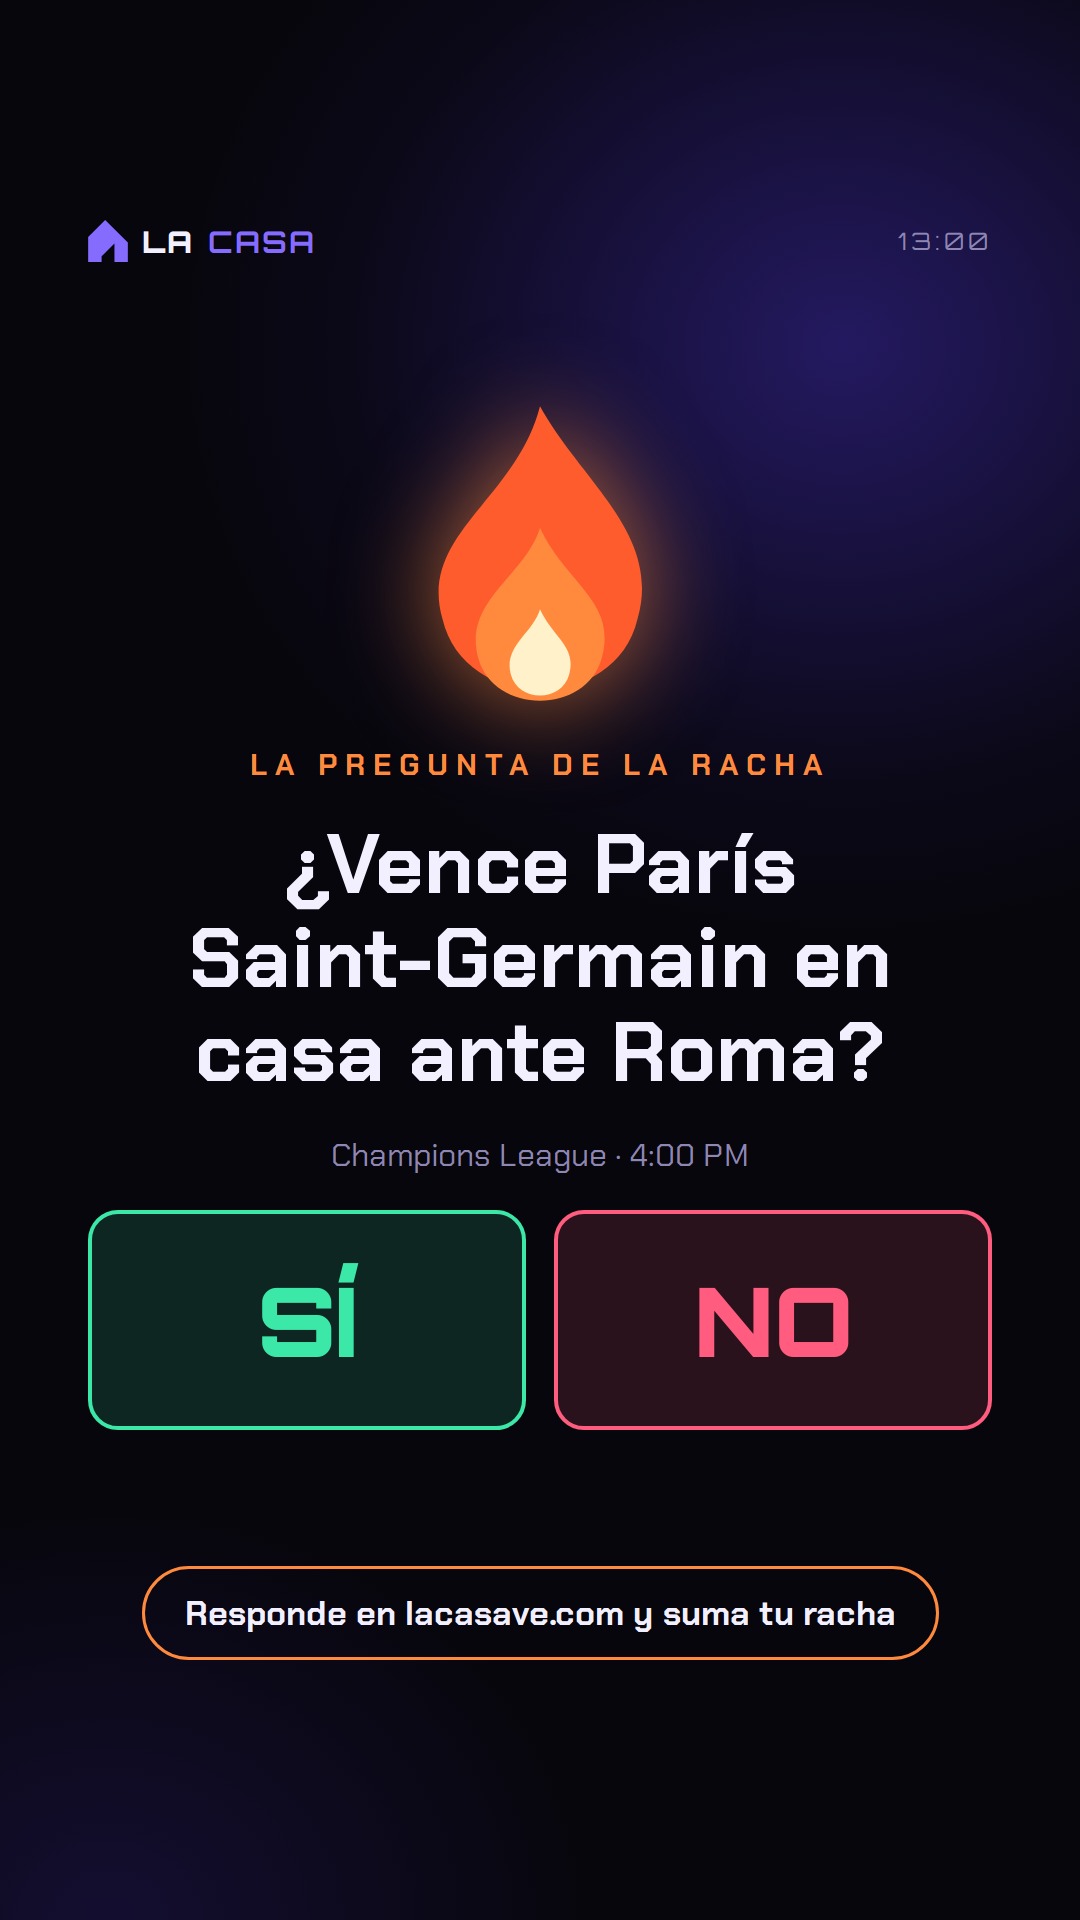 LA CASA
13:00
LA PREGUNTA DE LA RACHA
¿Vence París
Saint-Germain en
casa ante Roma?
Champions League · 4:00 PM
SÍ
NO
Responde en lacasave.com y suma tu racha